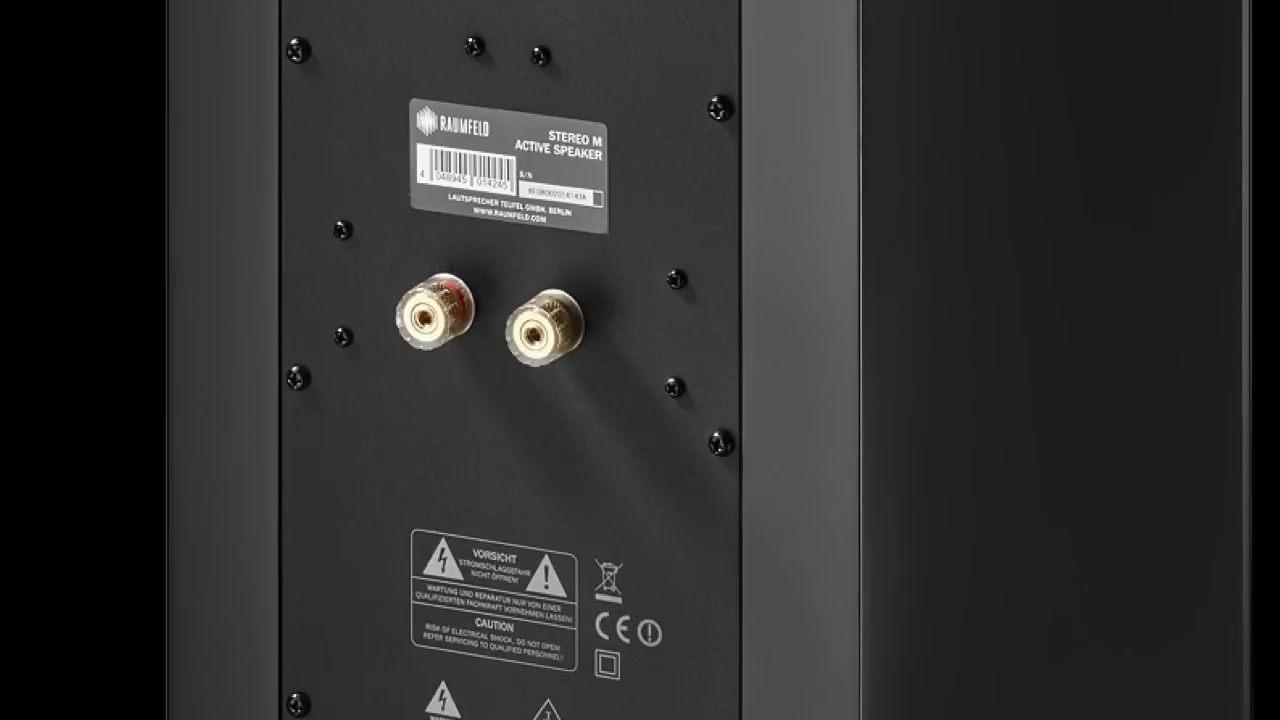 RAUMFELD
STEREO M
ACTIVE SPEAKER
S/N
4 048945 014245
LAUTSPRECHER TEUFEL GMBH, BERLIN
WWW.RAUMFELD.COM
VORSICHT
STROMSCHLAGGEFAHR
NICHT ÖFFNEN!
WARTUNG UND REPARATUR NUR VON EINER
QUALIFIZIERTEN FACHKRAFT VORNEHMEN LASSEN!
CAUTION
RISK OF ELECTRICAL SHOCK, DO NOT OPEN!
REFER SERVICING TO QUALIFIED PERSONNEL!
CE